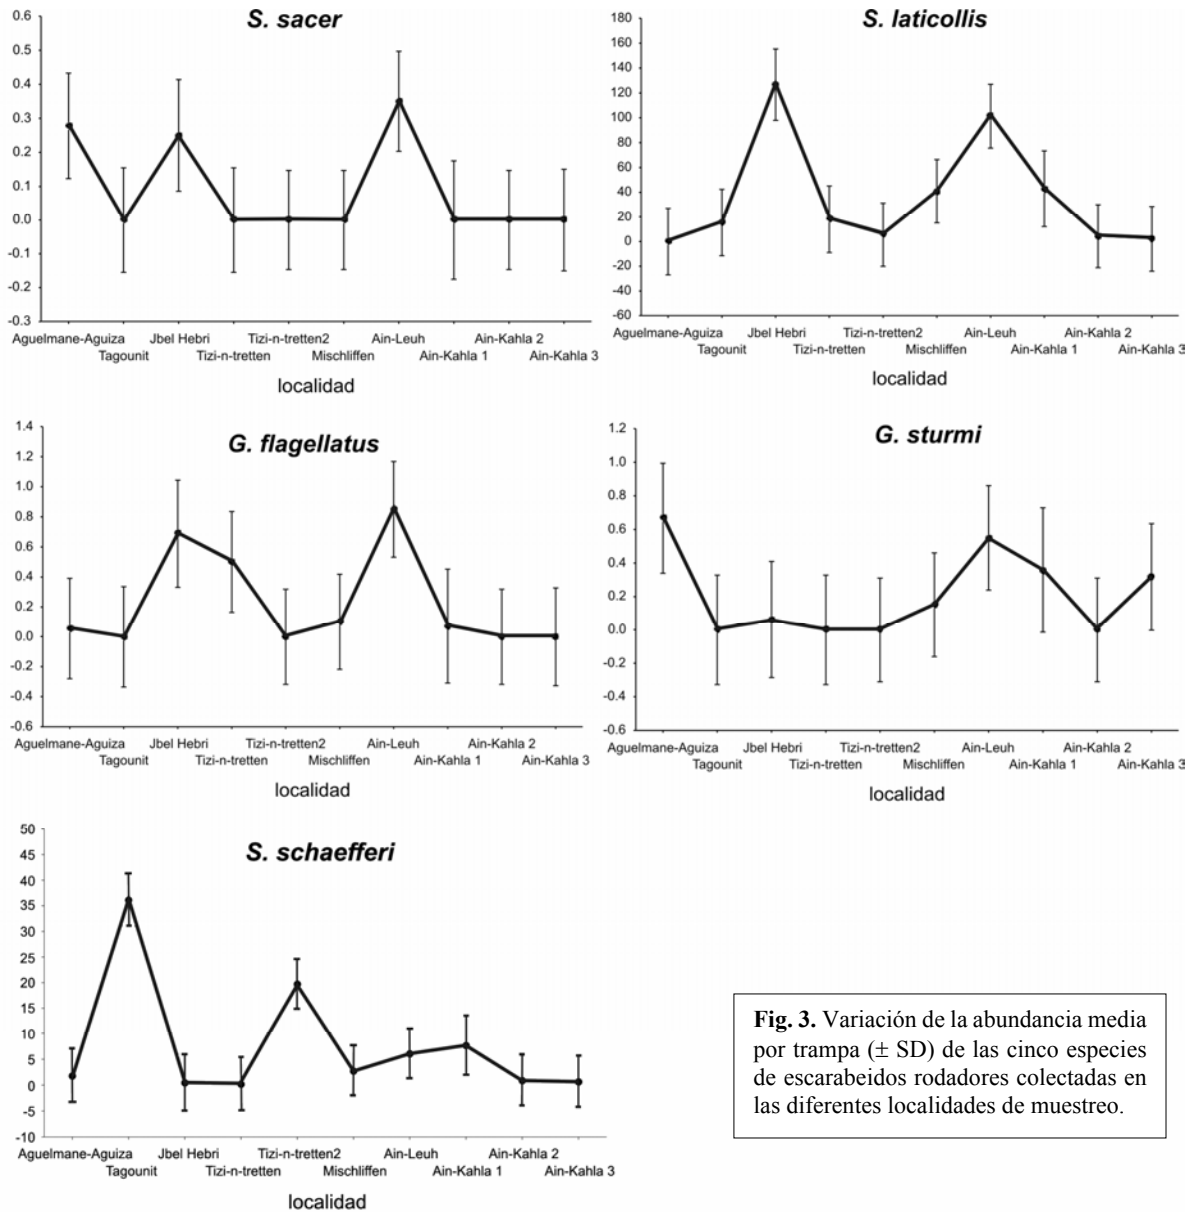 S. sacer
0.6
0.5
0.4
0.3
0.2
0.1
0.0
-0.1
-0.2
-0.3
Aguelmane-Aguiza Jbel Hebri Tizi-n-tretten2 Ain-Leuh Ain-Kahla 2
Tagounit Tizi-n-tretten Mischliffen Ain-Kahla 1 Ain-Kahla 3
localidad
S. laticollis
180
160
140
120
100
80
60
40
20
0
-20
-40
-60
Aguelmane-Aguiza Jbel Hebri Tizi-n-tretten2 Ain-Leuh Ain-Kahla 2
Tagounit Tizi-n-tretten Mischliffen Ain-Kahla 1 Ain-Kahla 3
localidad
G. flagellatus
1.4
1.2
1.0
0.8
0.6
0.4
0.2
0.0
-0.2
-0.4
-0.6
Aguelmane-Aguiza Jbel Hebri Tizi-n-tretten2 Ain-Leuh Ain-Kahla 2
Tagounit Tizi-n-tretten Mischliffen Ain-Kahla 1 Ain-Kahla 3
localidad
G. sturmi
1.2
1.0
0.8
0.6
0.4
0.2
0.0
-0.2
-0.4
-0.6
Aguelmane-Aguiza Jbel Hebri Tizi-n-tretten2 Ain-Leuh Ain-Kahla 2
Tagounit Tizi-n-tretten Mischliffen Ain-Kahla 1 Ain-Kahla 3
localidad
S. schaefferi
50
45
40
35
30
25
20
15
10
5
0
-5
-10
Aguelmane-Aguiza Jbel Hebri Tizi-n-tretten2 Ain-Leuh Ain-Kahla 2
Tagounit Tizi-n-tretten Mischliffen Ain-Kahla 1 Ain-Kahla 3
localidad
Fig. 3. Variación de la abundancia media
por trampa (± SD) de las cinco especies
de escarabeidos rodadores colectadas en
las diferentes localidades de muestreo.